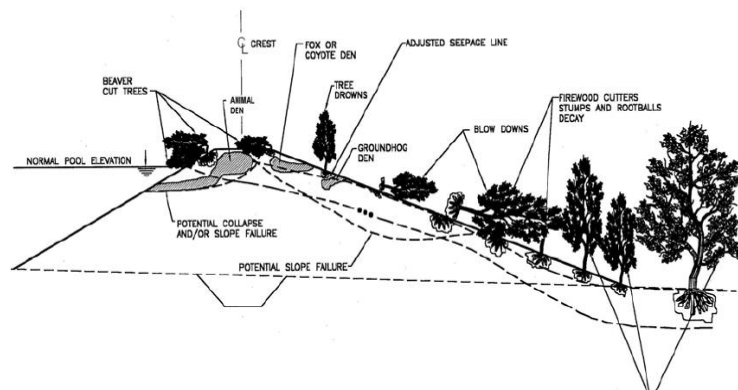 ℄ CREST
FOX OR
COYOTE DEN
ADJUSTED SEEPAGE LINE
BEAVER
CUT TREES
ANIMAL
DEN
TREE
DROWNS
FIREWOOD CUTTERS
STUMPS AND ROOTBALLS
DECAY
BLOW DOWNS
NORMAL POOL ELEVATION
GROUNDHOG
DEN
POTENTIAL COLLAPSE
AND/OR SLOPE FAILURE
POTENTIAL SLOPE FAILURE